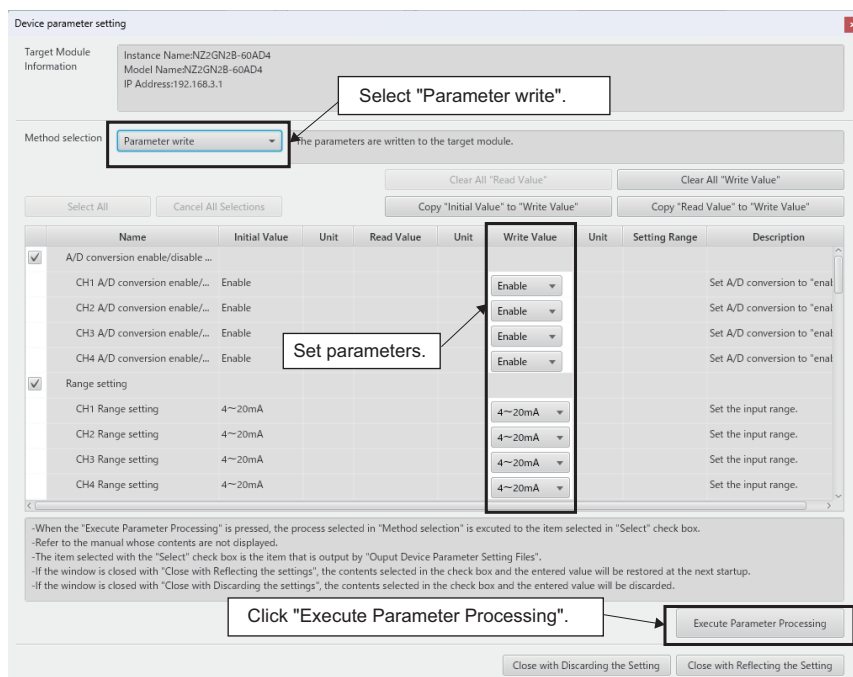 Device parameter setting
Target Module
Information
Instance Name:NZ2GN2B-60AD4
Model Name:NZ2GN2B-60AD4
IP Address:192.168.3.1
Select "Parameter write".
Method selection Parameter write The parameters are written to the target module.
Clear All "Read Value" Clear All "Write Value"
Select All Cancel All Selections Copy "Initial Value" to "Write Value" Copy "Read Value" to "Write Value"
Name Initial Value Unit Read Value Unit Write Value Unit Setting Range Description
A/D conversion enable/disable ...
CH1 A/D conversion enable/... Enable Enable Set A/D conversion to "enal
CH2 A/D conversion enable/... Enable Enable Set A/D conversion to "enal
CH3 A/D conversion enable/... Enable Enable Set A/D conversion to "enal
Set parameters.
CH4 A/D conversion enable/... Enable Enable Set A/D conversion to "enal
Range setting
CH1 Range setting 4~20mA 4~20mA Set the input range.
CH2 Range setting 4~20mA 4~20mA Set the input range.
CH3 Range setting 4~20mA 4~20mA Set the input range.
CH4 Range setting 4~20mA 4~20mA Set the input range.
-When the "Execute Parameter Processing" is pressed, the process selected in "Method selection" is excuted to the item selected in "Select" check box.
-Refer to the manual whose contents are not displayed.
-The item selected with the "Select" check box is the item that is output by "Ouput Device Parameter Setting Files".
-If the window is closed with "Close with Reflecting the settings", the contents selected in the check box and the entered value will be restored at the next startup.
-If the window is closed with "Close with Discarding the settings", the contents selected in the check box and the entered value will be discarded.
Click "Execute Parameter Processing".
Execute Parameter Processing
Close with Discarding the Setting Close with Reflecting the Setting